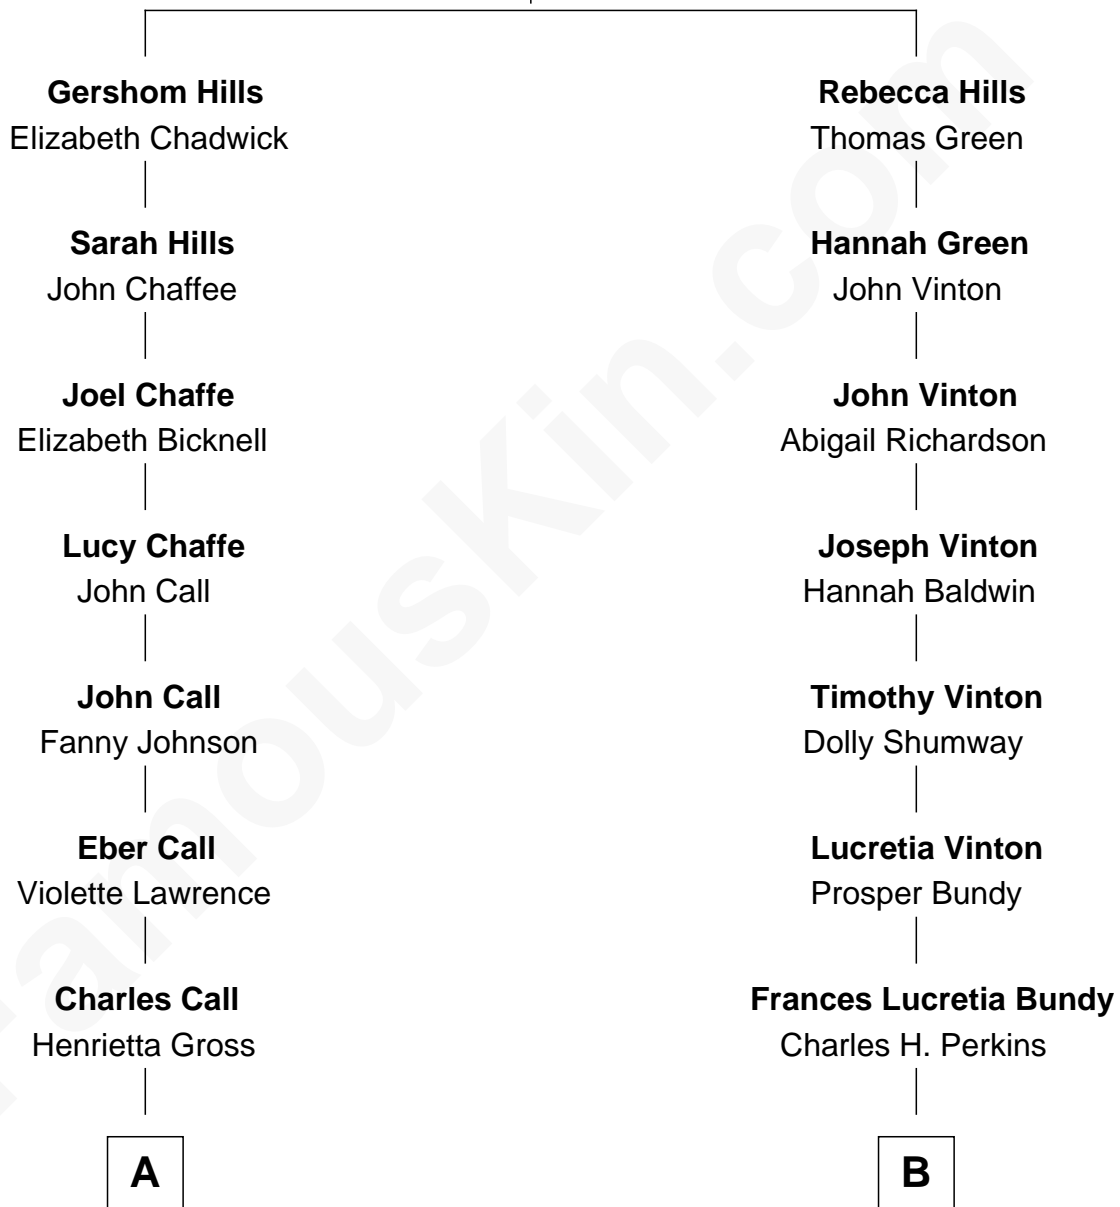 Gershom Hills
Elizabeth Chadwick
Sarah Hills
John Chaffee
Joel Chaffe
Elizabeth Bicknell
Lucy Chaffe
John Call
John Call
Fanny Johnson
Eber Call
Violette Lawrence
Charles Call
Henrietta Gross
A
Rebecca Hills
Thomas Green
Hannah Green
John Vinton
John Vinton
Abigail Richardson
Joseph Vinton
Hannah Baldwin
Timothy Vinton
Dolly Shumway
Lucretia Vinton
Prosper Bundy
Frances Lucretia Bundy
Charles H. Perkins
B
FamousKin.com